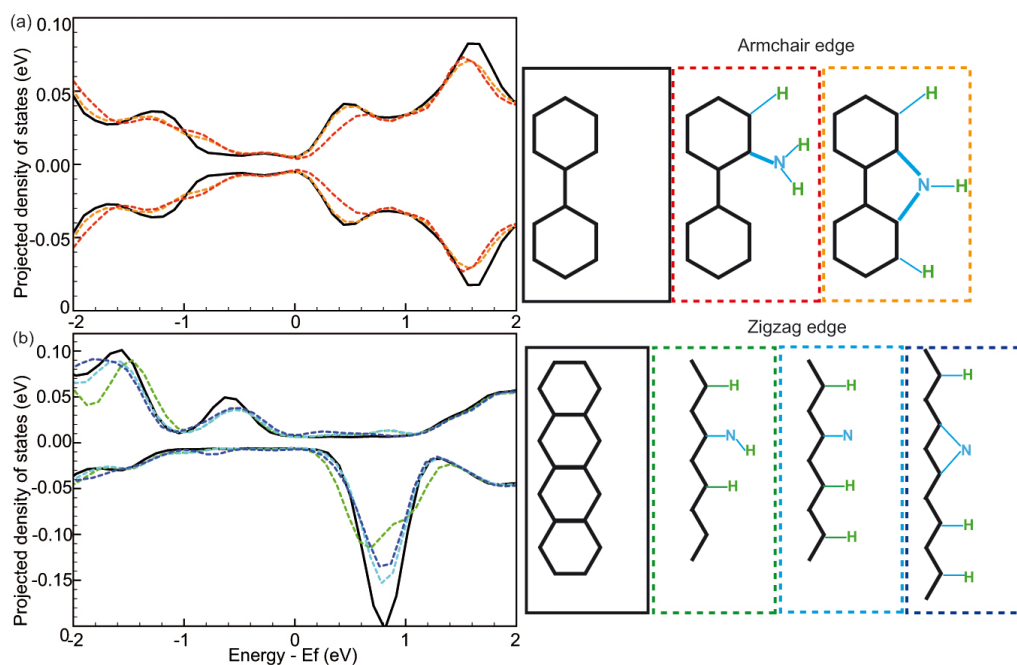 (a)
Projected density of states (eV)
0.10
0.05
0.00
-0.05
0
-2
-1
0
1
2
Armchair edge
H
N
H
H
H
N
H
H
(b)
Projected density of states (eV)
0.10
0.05
0.00
-0.05
-0.10
-0.15
0
-2
-1
0
1
2
Energy - Ef (eV)
Zigzag edge
H
N
H
H
H
N
H
H
H
N
H
H